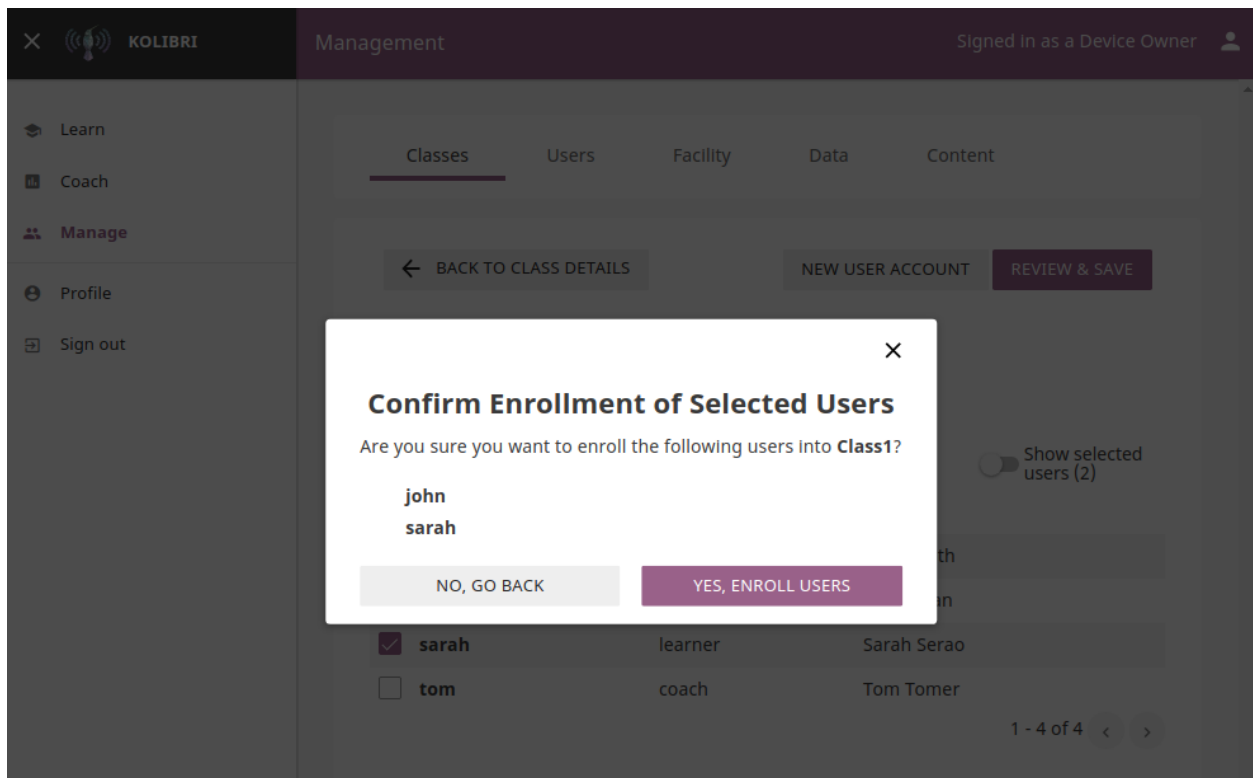 KOLIBRI
Management
Signed in as a Device Owner
Learn
Coach
Manage
Profile
Sign out
Classes Users Facility Data Content
BACK TO CLASS DETAILS
NEW USER ACCOUNT
REVIEW & SAVE
Show selected
users (2)
Confirm Enrollment of Selected Users
Are you sure you want to enroll the following users into Class1?
john
sarah
NO, GO BACK
YES, ENROLL USERS
sarah learner Sarah Serao
tom coach Tom Tomer
1 - 4 of 4